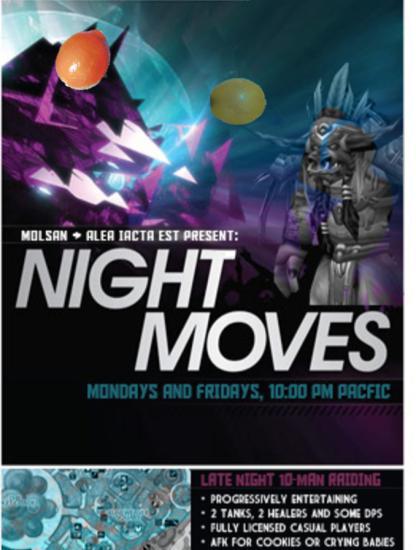 MOLSAN → ALEA IACTA EST PRESENT:
NIGHT
MOVES
MONDAYS AND FRIDAYS, 10:00 PM PACFIC
LATE NIGHT 10-MAN RAIDING
• PROGRESSIVELY ENTERTAINING
• 2 TANKS, 2 HEALERS AND SOME DPS
• FULLY LICENSED CASUAL PLAYERS
• AFK FOR COOKIES OR CRYING BABIES